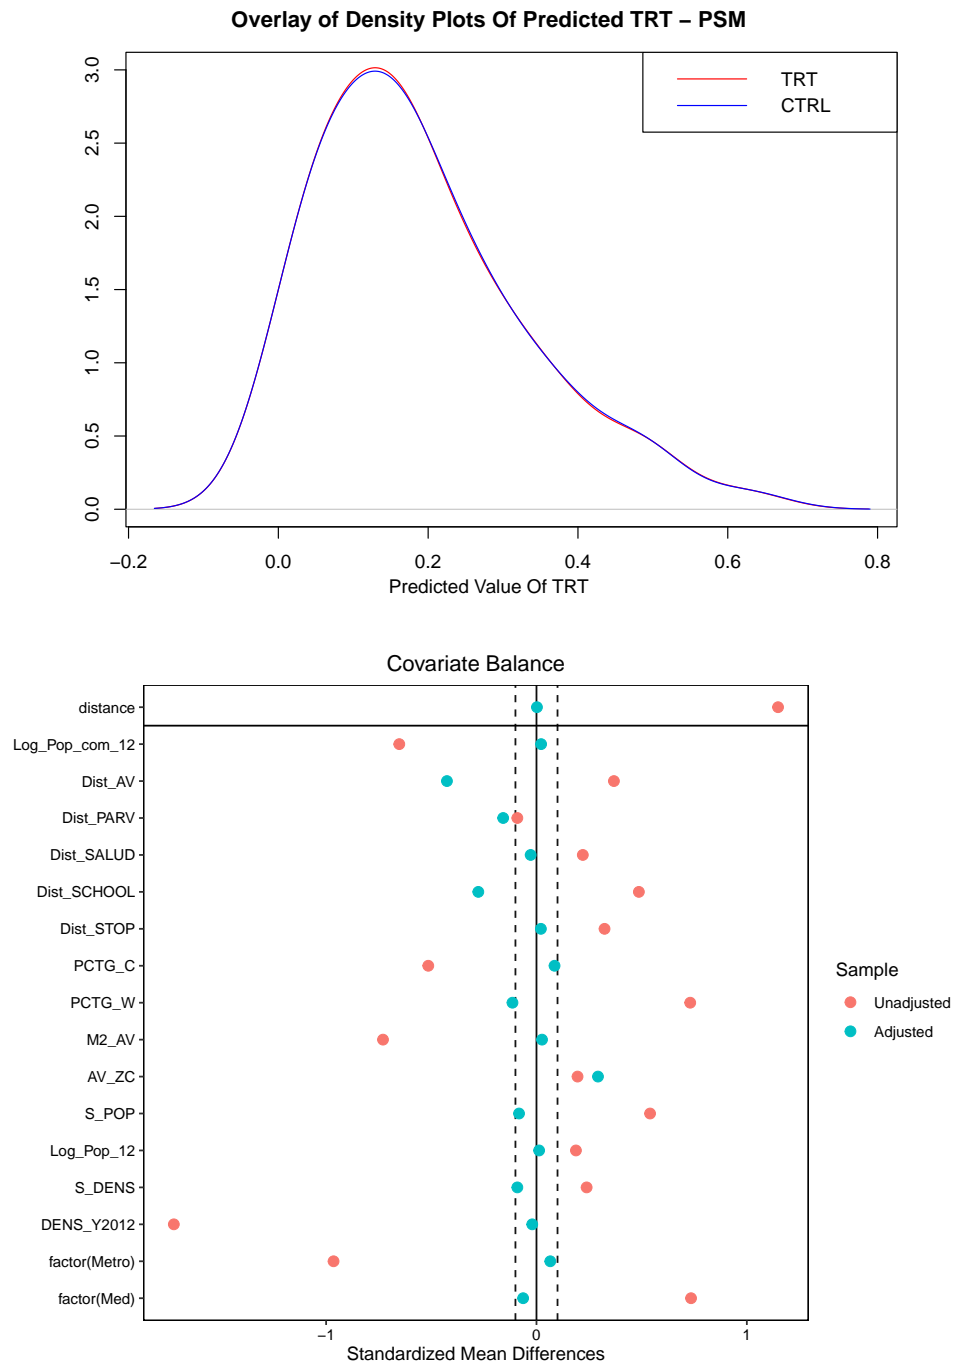 Overlay of Density Plots Of Predicted TRT − PSM
TRT
CTRL
3.0
2.5
2.0
1.5
1.0
0.5
0.0
−0.2 0.0 0.2 0.4 0.6 0.8
Predicted Value Of TRT
Covariate Balance
distance
Log_Pop_com_12
Dist_AV
Dist_PARV
Dist_SALUD
Dist_SCHOOL
Dist_STOP
PCTG_C
PCTG_W
M2_AV
AV_ZC
S_POP
Log_Pop_12
S_DENS
DENS_Y2012
factor(Metro)
factor(Med)
Sample
Unadjusted
Adjusted
−1 0 1
Standardized Mean Differences